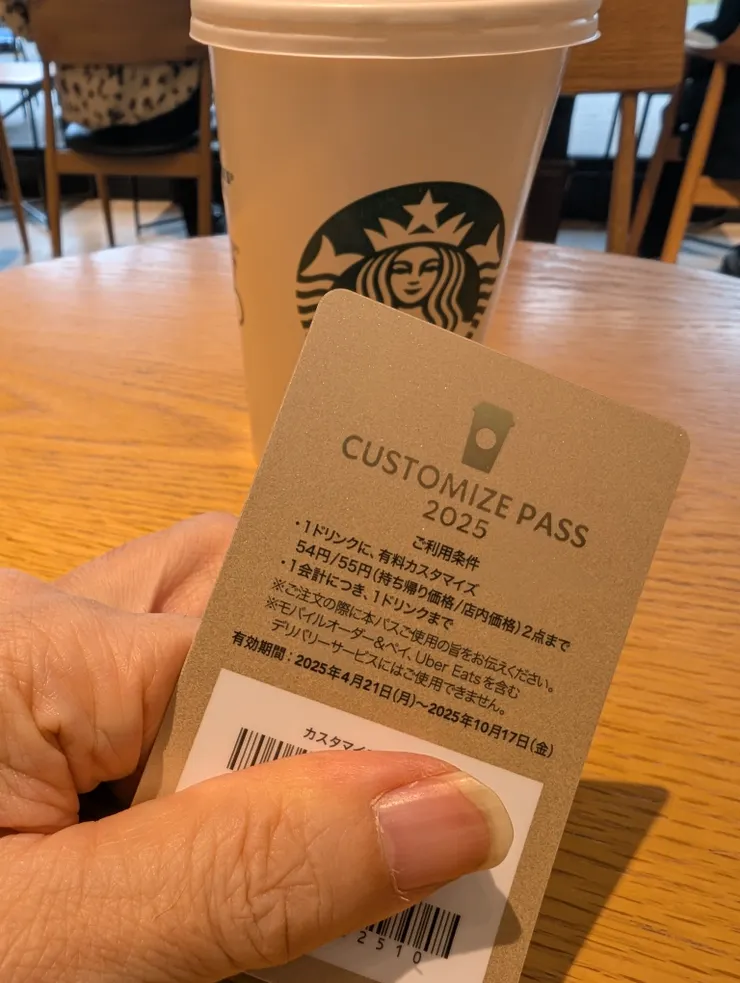 CUSTOMIZE PASS
2025
ご利用条件
・1ドリンクに、有料カスタマイズ
54円/55円(持ち帰り価格/店内価格)2点まで
・1会計につき、1ドリンクまで
※ご注文の際に本パスご使用の旨をお伝えください。
※モバイルオーダー&ペイ、Uber Eatsを含む
デリバリーサービスにはご使用できません。
有効期間:2025年4月21日(月)〜2025年10月17日(金)
カスタマイ
2510